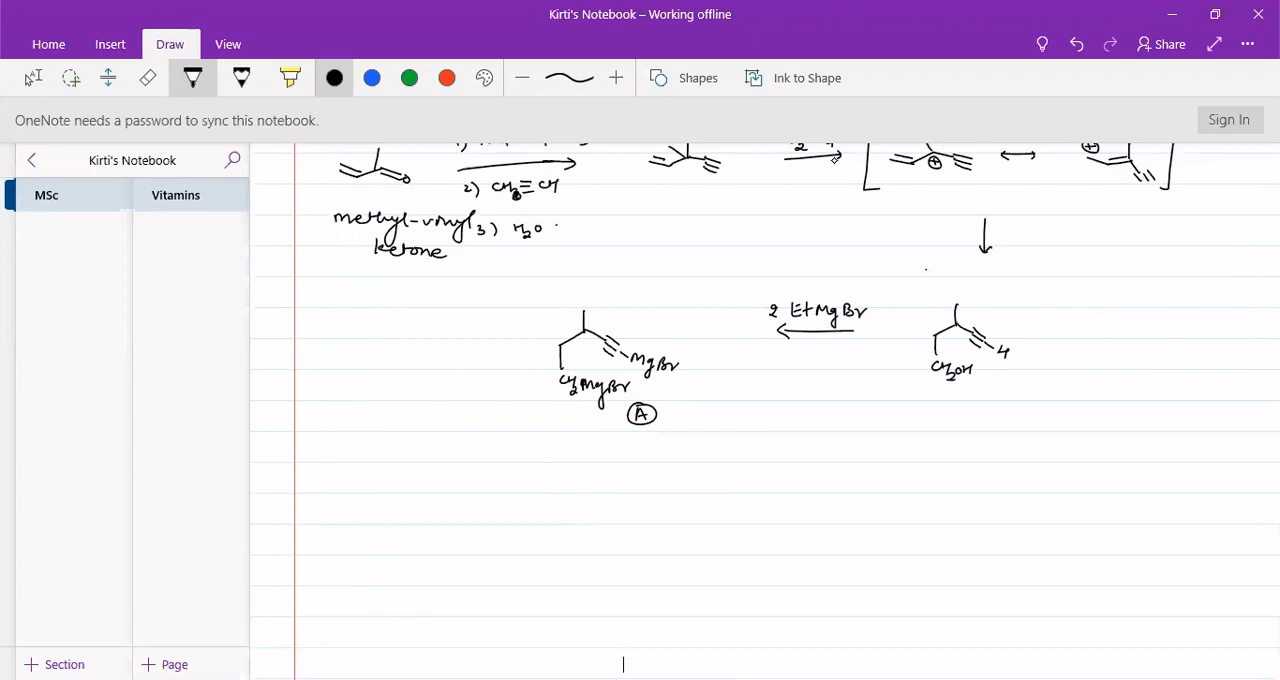 Kirti's Notebook – Working offline
Home Insert Draw View
Share
Shapes
Ink to Shape
OneNote needs a password to sync this notebook.
Sign In
Kirti's Notebook
MSc
Vitamins
2) CH≡CH
methyl-vinyl
ketone
3) H2O
2 EtMgBr
MgBr
CH2MgBr
A
H
CH2OH
+ Section
+ Page